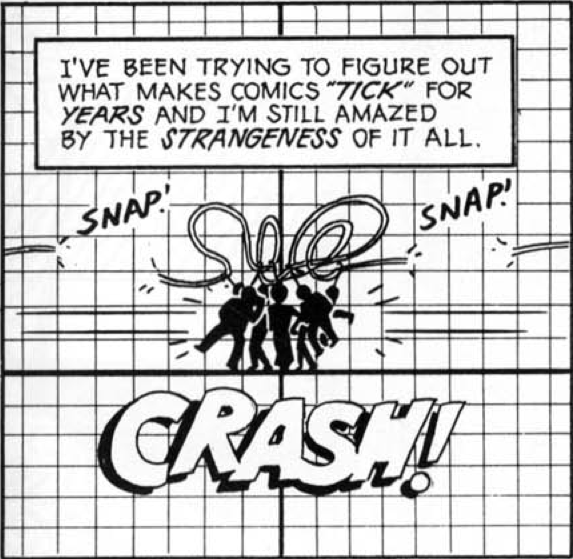 I'VE BEEN TRYING TO FIGURE OUT
WHAT MAKES COMICS "TICK" FOR
YEARS AND I'M STILL AMAZED
BY THE STRANGENESS OF IT ALL.
SNAP!
SNAP!
CRASH!